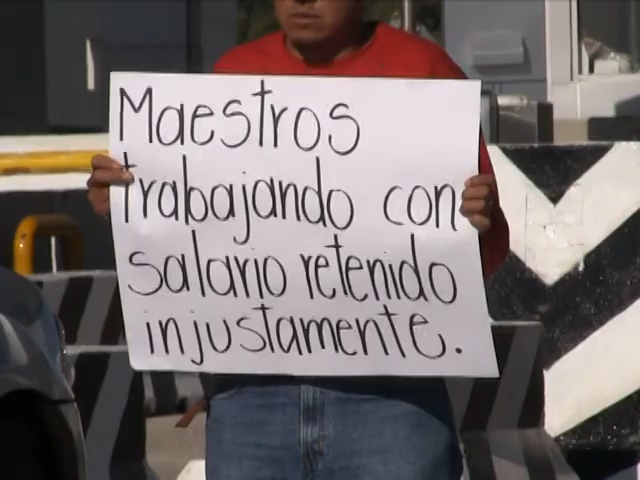 Maestros
trabajando con
salario retenido
injustamente.